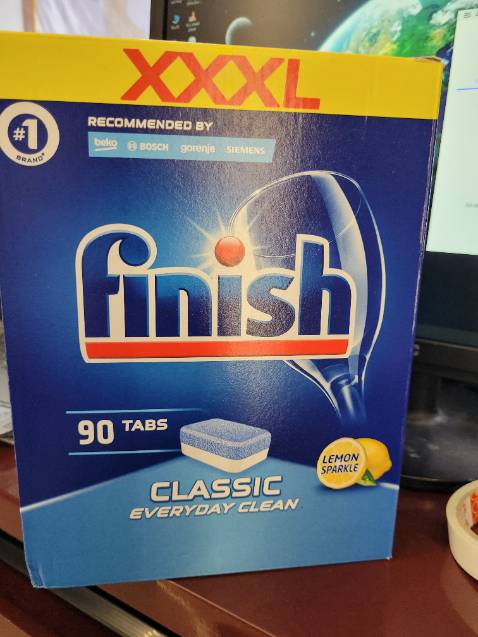 XXXL
#1
BRAND*
RECOMMENDED BY
beko BOSCH gorenje SIEMENS
finish
90 TABS
LEMON
SPARKLE
CLASSIC
EVERYDAY CLEAN